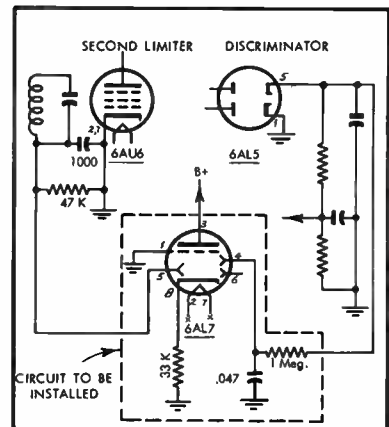 SECOND LIMITER
DISCRIMINATOR
5
2,7
6AU6
1000
1
6AL5
47 K
B+
3
1
4
5
6
8
2
7
6AL7
33 K
1 Meg.
.047
CIRCUIT TO BE
INSTALLED